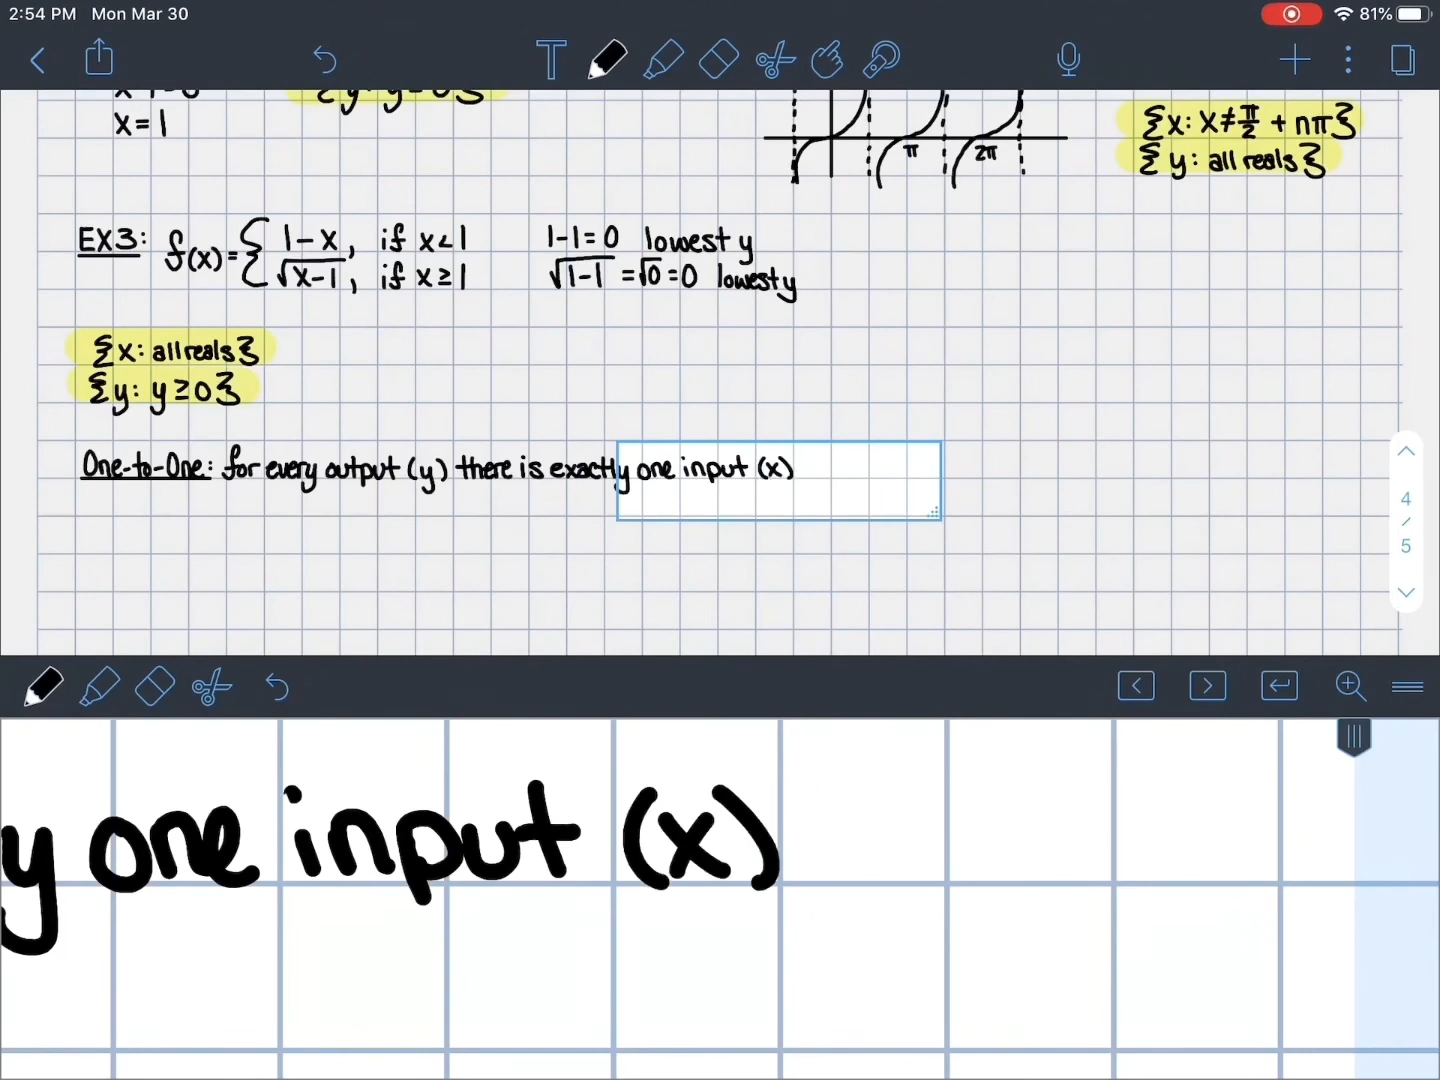 2:54 PM Mon Mar 30
81%
T
x = 1
π
2π
{x: x ≠ π/2 + nπ}
{y: all reals}
EX3: f(x) = { 1-x, if x < 1
√x-1, if x ≥ 1
1-1 = 0 lowest y
√1-1 = √0 = 0 lowest y
{x: all reals}
{y: y ≥ 0}
One-to-One: for every output (y) there is exactly one input (x)
4
/
5
y one input (x)